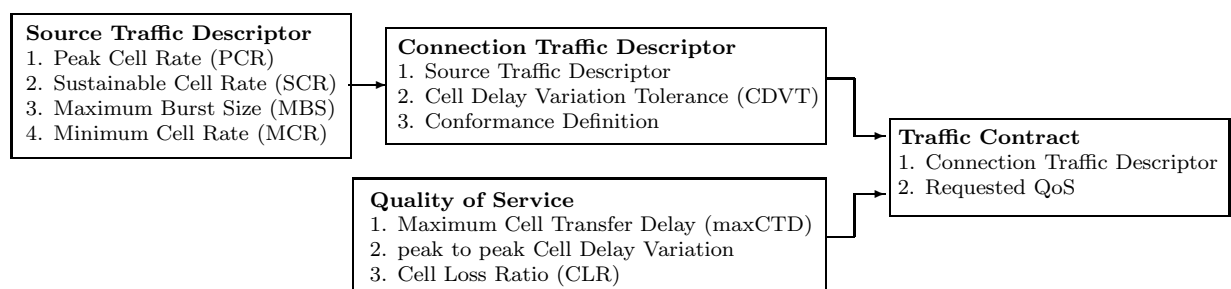 Source Traffic Descriptor
1. Peak Cell Rate (PCR)
2. Sustainable Cell Rate (SCR)
3. Maximum Burst Size (MBS)
4. Minimum Cell Rate (MCR)
Connection Traffic Descriptor
1. Source Traffic Descriptor
2. Cell Delay Variation Tolerance (CDVT)
3. Conformance Definition
Quality of Service
1. Maximum Cell Transfer Delay (maxCTD)
2. peak to peak Cell Delay Variation
3. Cell Loss Ratio (CLR)
Traffic Contract
1. Connection Traffic Descriptor
2. Requested QoS